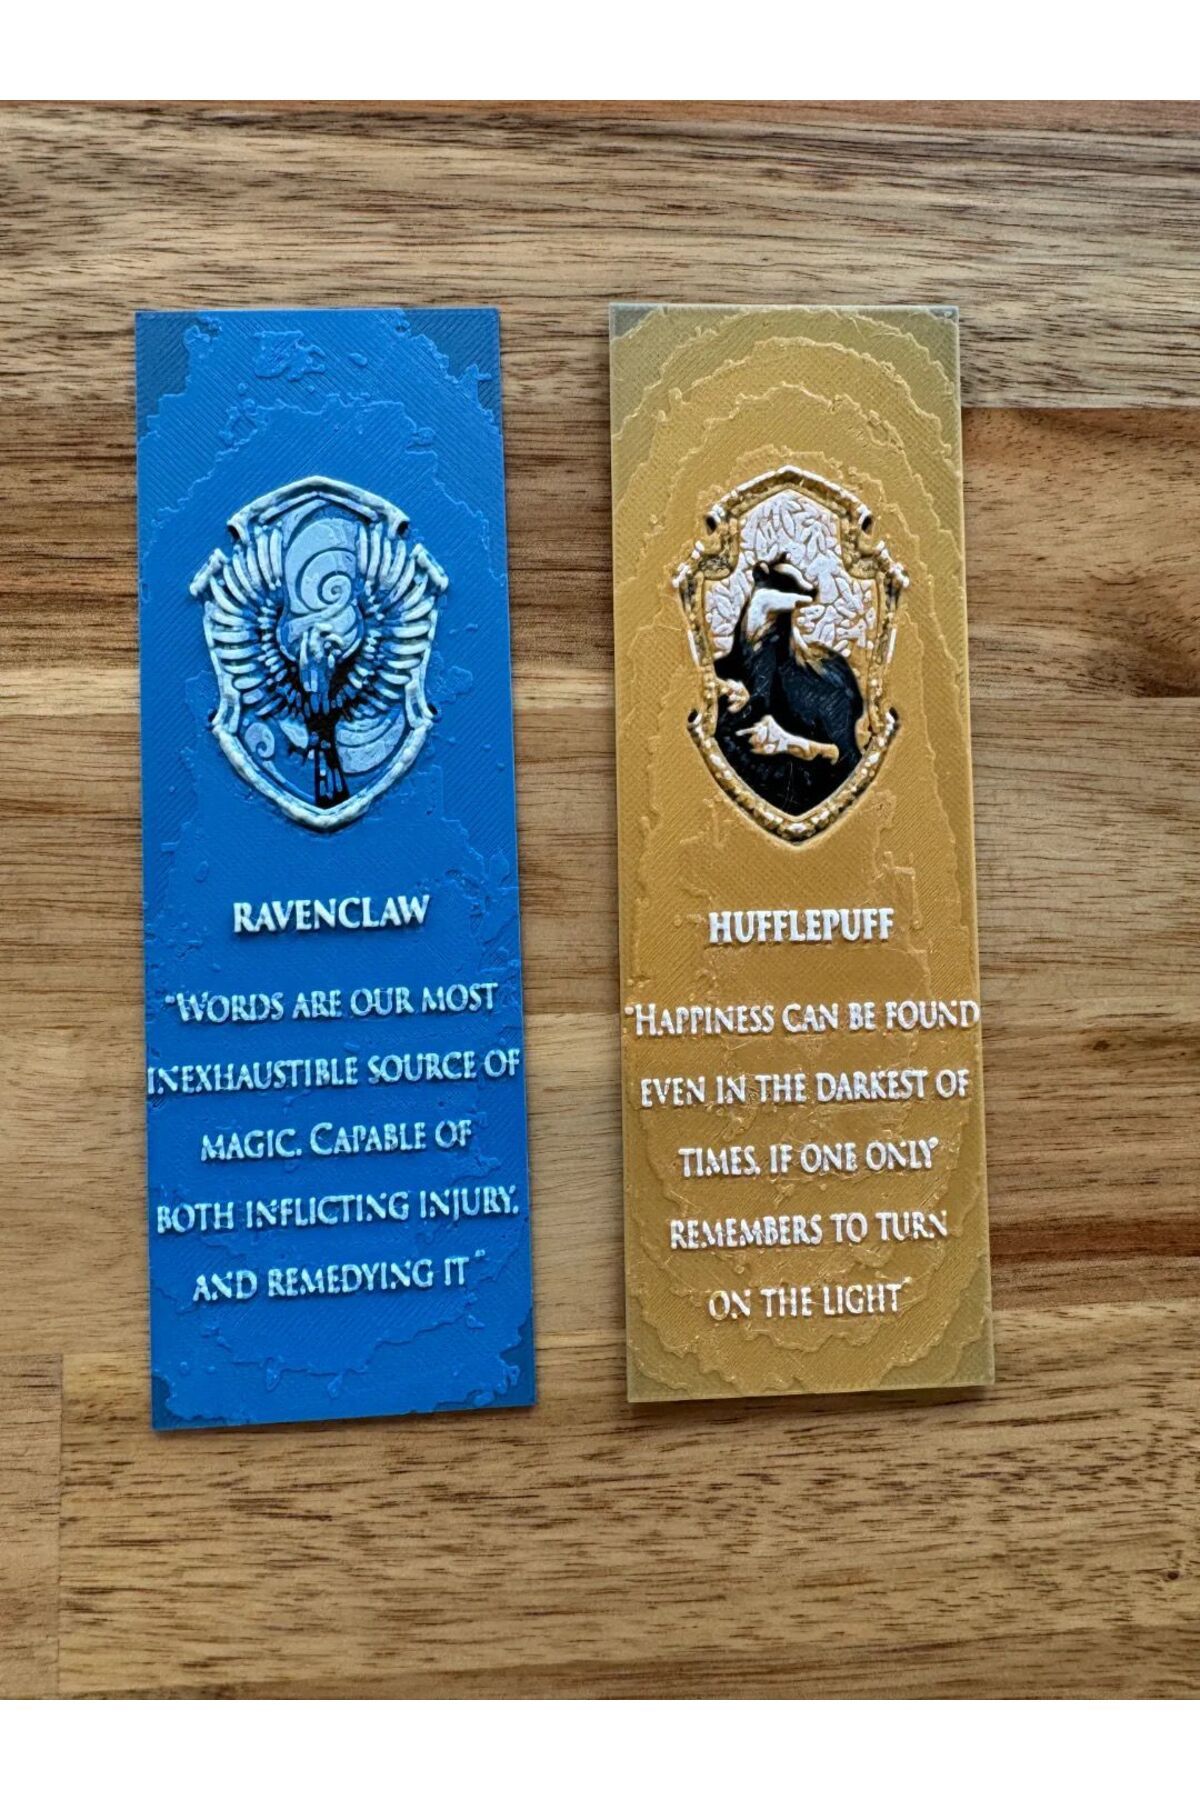 RAVENCLAW
"WORDS ARE OUR MOST
INEXHAUSTIBLE SOURCE OF
MAGIC. CAPABLE OF
BOTH INFLICTING INJURY,
AND REMEDYING IT"
HUFFLEPUFF
"HAPPINESS CAN BE FOUND
EVEN IN THE DARKEST OF
TIMES, IF ONE ONLY
REMEMBERS TO TURN
ON THE LIGHT"